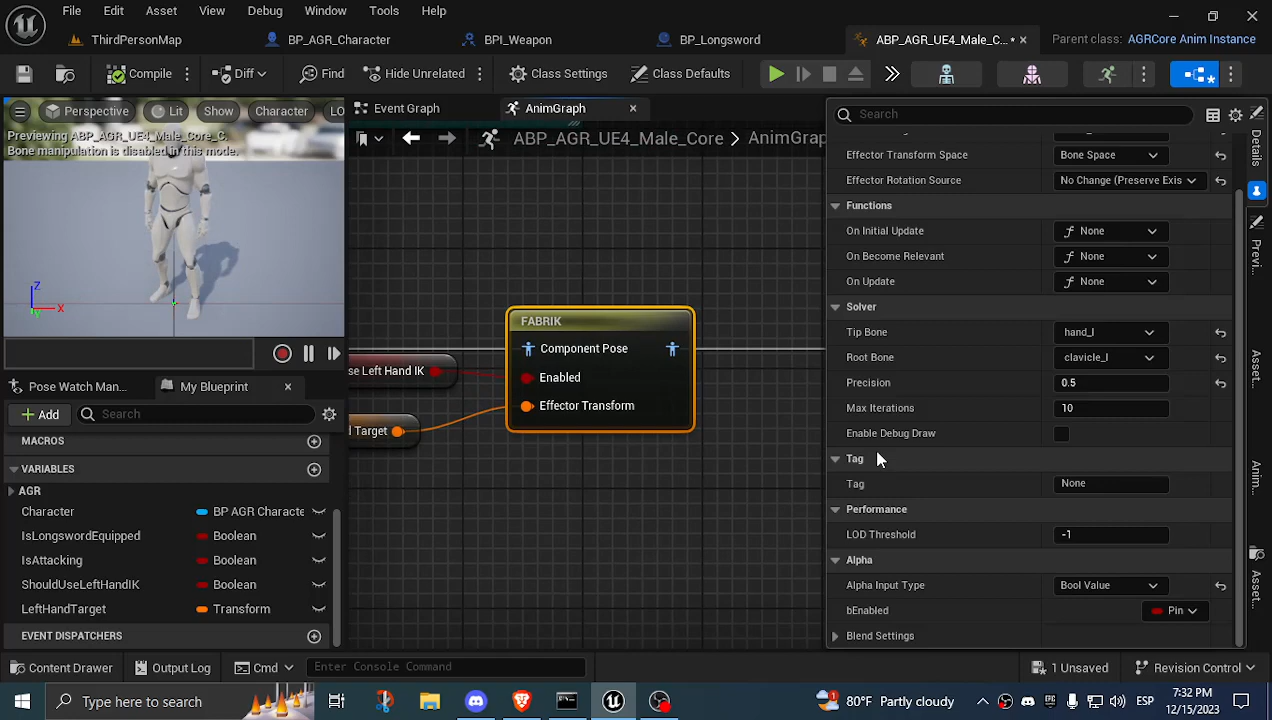 File Edit Asset View Debug Window Tools Help
ThirdPersonMap BP_AGR_Character BPI_Weapon BP_Longsword ABP_AGR_UE4_Male_C... Parent class: AGRCore Anim Instance
Compile Diff Find Hide Unrelated Class Settings Class Defaults
Perspective Lit Show Character LO
Previewing ABP_AGR_UE4_Male_Core_C.
Bone manipulation is disabled in this mode.
Z
X
Y
Event Graph AnimGraph
ABP_AGR_UE4_Male_Core > AnimGrap
FABRIK
Component Pose
se Left Hand IK
Enabled
d Target
Effector Transform
Pose Watch Man... My Blueprint
Add Search
MACROS
VARIABLES
AGR
Character BP AGR Characte
IsLongswordEquipped Boolean
IsAttacking Boolean
ShouldUseLeftHandIK Boolean
LeftHandTarget Transform
EVENT DISPATCHERS
Search
Effector Transform Space Bone Space
Effector Rotation Source No Change (Preserve Exis
Functions
On Initial Update None
On Become Relevant None
On Update None
Solver
Tip Bone hand_l
Root Bone clavicle_l
Precision 0.5
Max Iterations 10
Enable Debug Draw
Tag
Tag None
Performance
LOD Threshold -1
Alpha
Alpha Input Type Bool Value
bEnabled Pin
Blend Settings
Details
Previ...
Asset...
Anim...
Asse...
Content Drawer Output Log Cmd Enter Console Command 1 Unsaved Revision Control
Type here to search 80°F Partly cloudy ESP 7:32 PM
12/15/2023